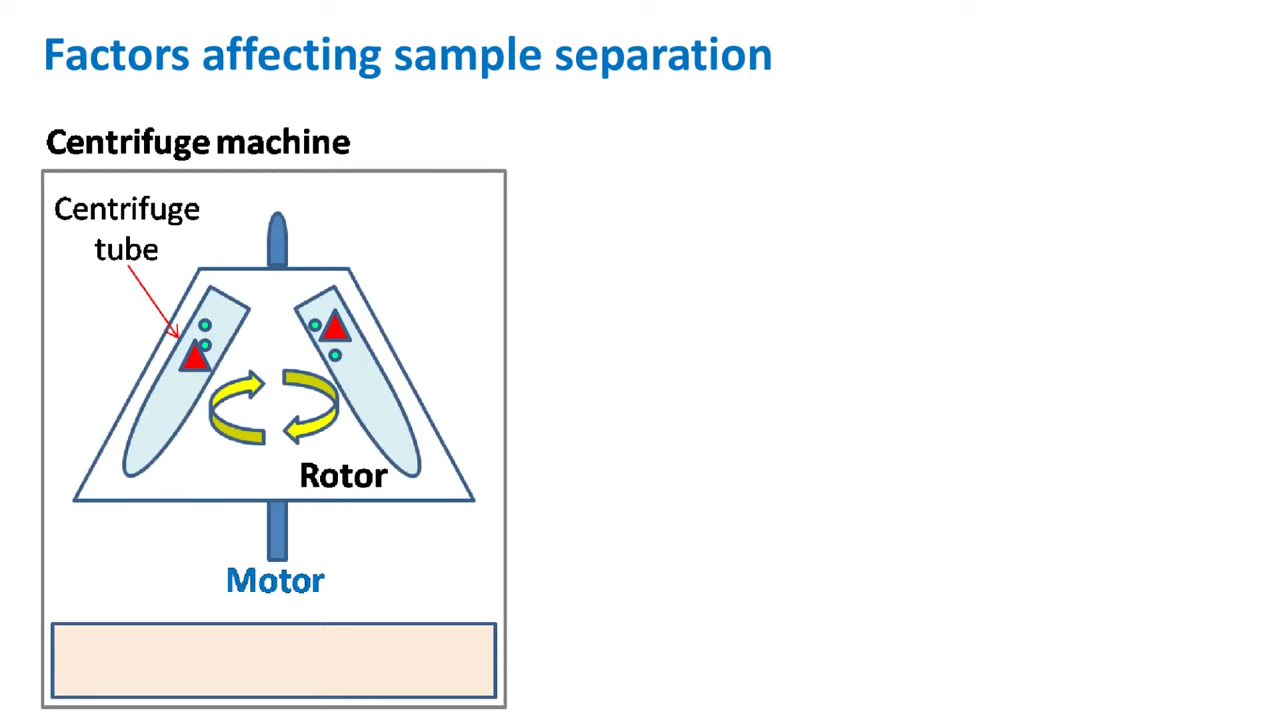 Factors affecting sample separation
Centrifuge machine
Centrifuge
tube
Rotor
Motor